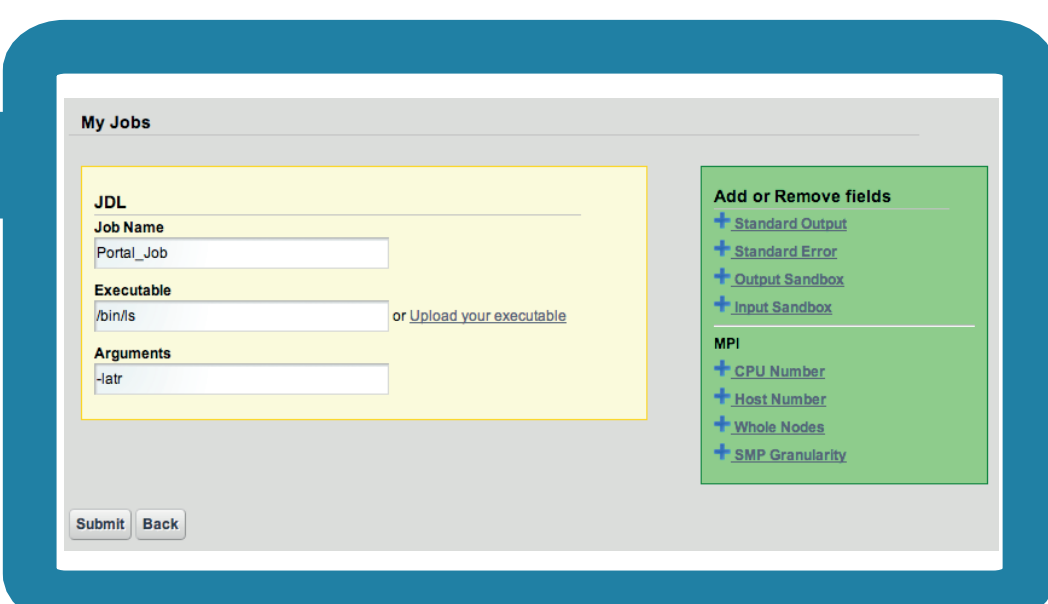 My Jobs
JDL
Job Name
Portal_Job
Executable
/bin/ls or Upload your executable
Arguments
-latr
Add or Remove fields
Standard Output
Standard Error
Output Sandbox
Input Sandbox
MPI
CPU Number
Host Number
Whole Nodes
SMP Granularity
Submit Back